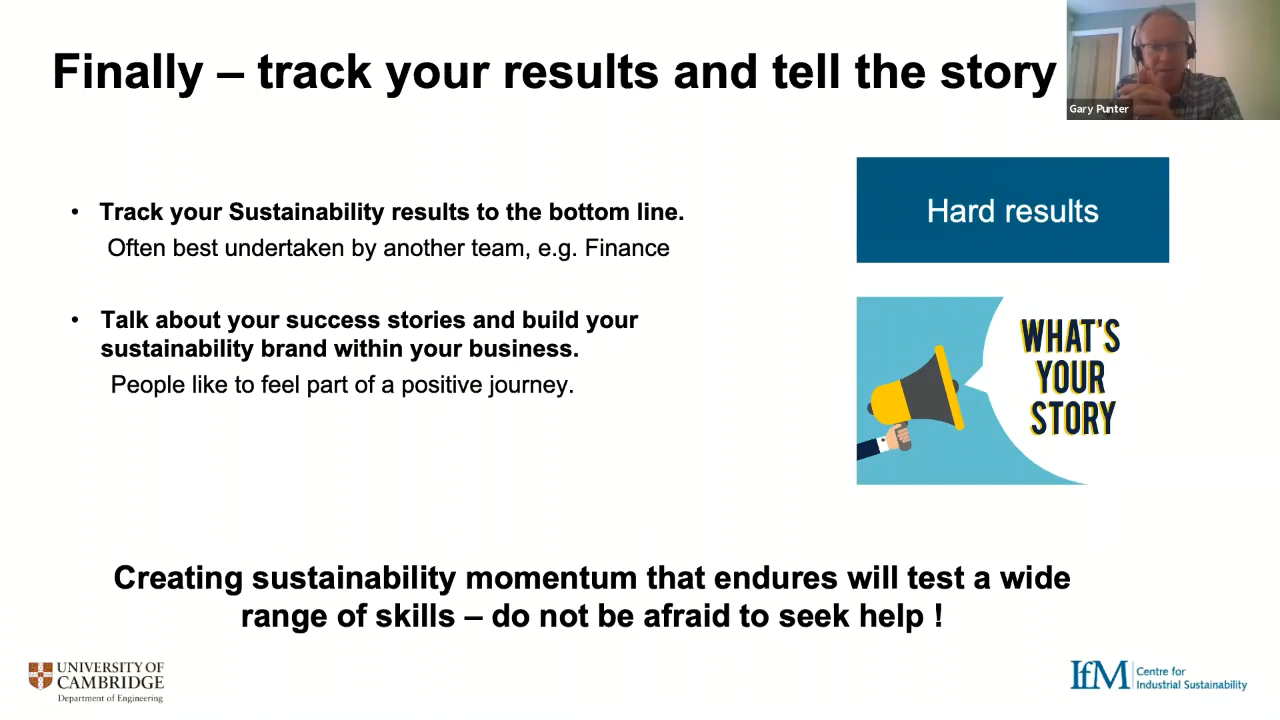 Finally – track your results and tell the story
Gary Punter
• Track your Sustainability results to the bottom line.
Often best undertaken by another team, e.g. Finance
Hard results
• Talk about your success stories and build your
sustainability brand within your business.
People like to feel part of a positive journey.
WHAT'S
YOUR
STORY
Creating sustainability momentum that endures will test a wide
range of skills – do not be afraid to seek help !
UNIVERSITY OF
CAMBRIDGE
Department of Engineering
IfM
Centre for
Industrial Sustainability